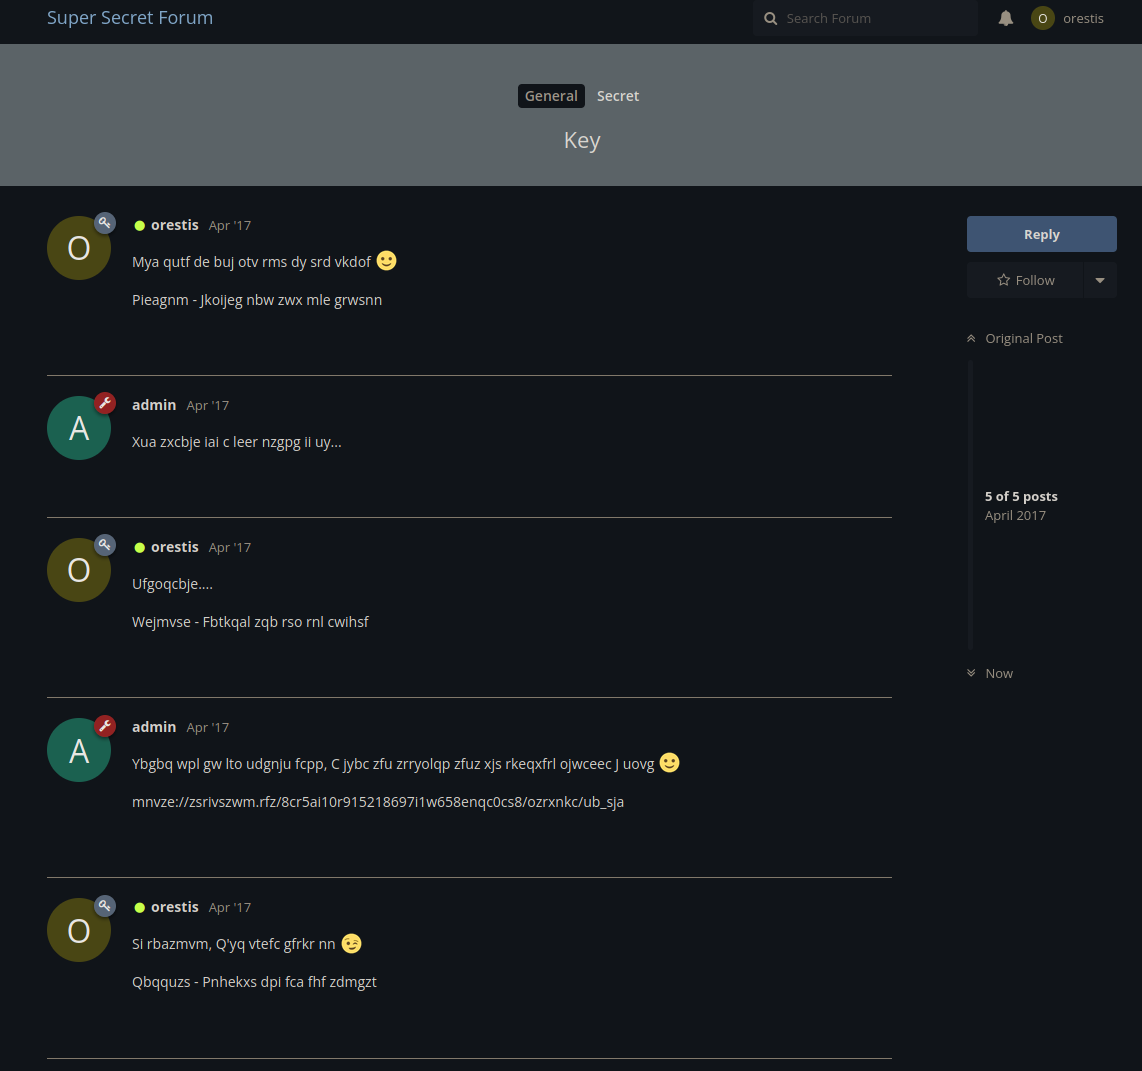 Super Secret Forum
Search Forum
O
orestis
General
Secret
Key
O
orestis Apr '17
Mya qutf de buj otv rms dy srd vkdof
Pieagnm - Jkoijeg nbw zwx mle grwsnn
Reply
Follow
Original Post
5 of 5 posts
April 2017
Now
A
admin Apr '17
Xua zxcbje iai c leer nzgpg ii uy...
O
orestis Apr '17
Ufgoqcbje....
Wejmvse - Fbtkqal zqb rso rnl cwihsf
A
admin Apr '17
Ybgbq wpl gw lto udgnju fcpp, C jybc zfu zrryolqp zfuz xjs rkeqxfrl ojwceec J uovg
mnvze://zsrivszwm.rfz/8cr5ai10r915218697i1w658enqc0cs8/ozrxnkc/ub_sja
O
orestis Apr '17
Si rbazmvm, Q'yq vtefc gfrkr nn
Qbqquzs - Pnhekxs dpi fca fhf zdmgzt